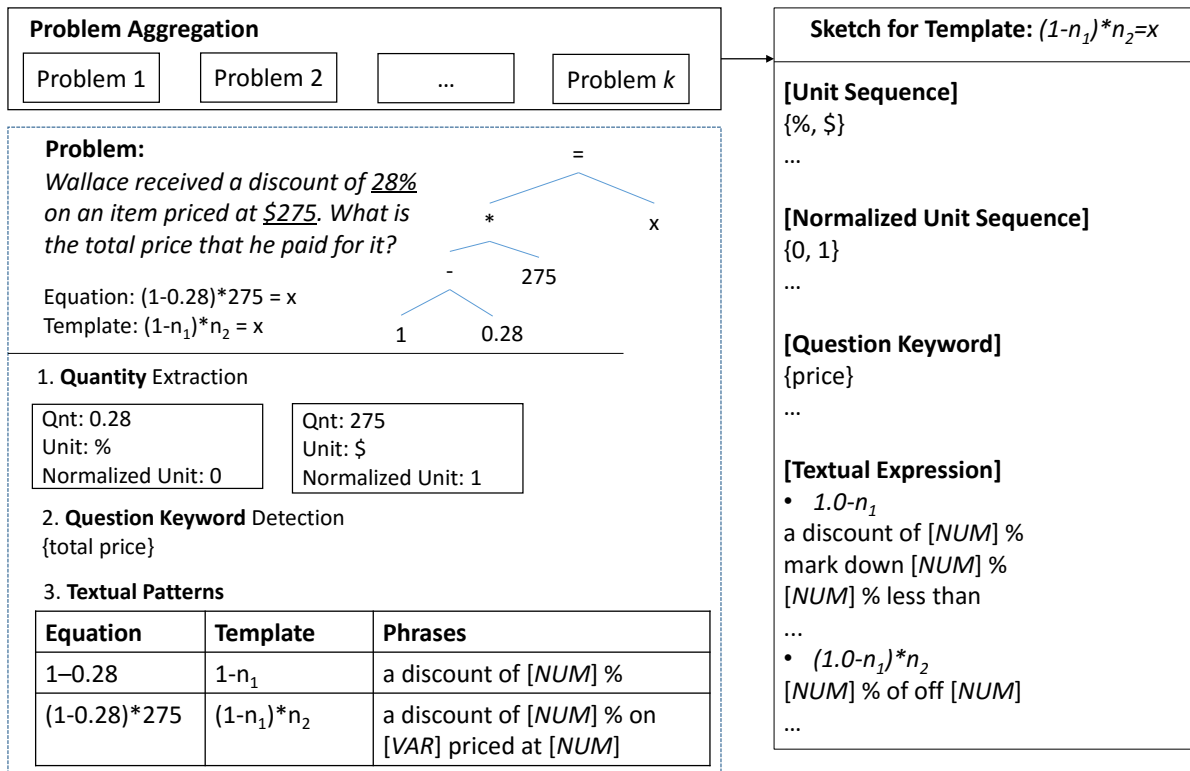 Problem Aggregation
Problem 1
Problem 2
...
Problem k
Problem:
Wallace received a discount of 28%
on an item priced at $275. What is
the total price that he paid for it?
Equation: (1-0.28)*275 = x
Template: (1-n1)*n2 = x
=
*
x
-
275
1
0.28
1. Quantity Extraction
Qnt: 0.28
Unit: %
Normalized Unit: 0
Qnt: 275
Unit: $
Normalized Unit: 1
2. Question Keyword Detection
{total price}
3. Textual Patterns
Equation Template Phrases
1–0.28 1-n1 a discount of [NUM] %
(1-0.28)*275 (1-n1)*n2 a discount of [NUM] % on
[VAR] priced at [NUM]
Sketch for Template: (1-n1)*n2=x
[Unit Sequence]
{%, $}
...
[Normalized Unit Sequence]
{0, 1}
...
[Question Keyword]
{price}
...
[Textual Expression]
• 1.0-n1
a discount of [NUM] %
mark down [NUM] %
[NUM] % less than
...
• (1.0-n1)*n2
[NUM] % of off [NUM]
...